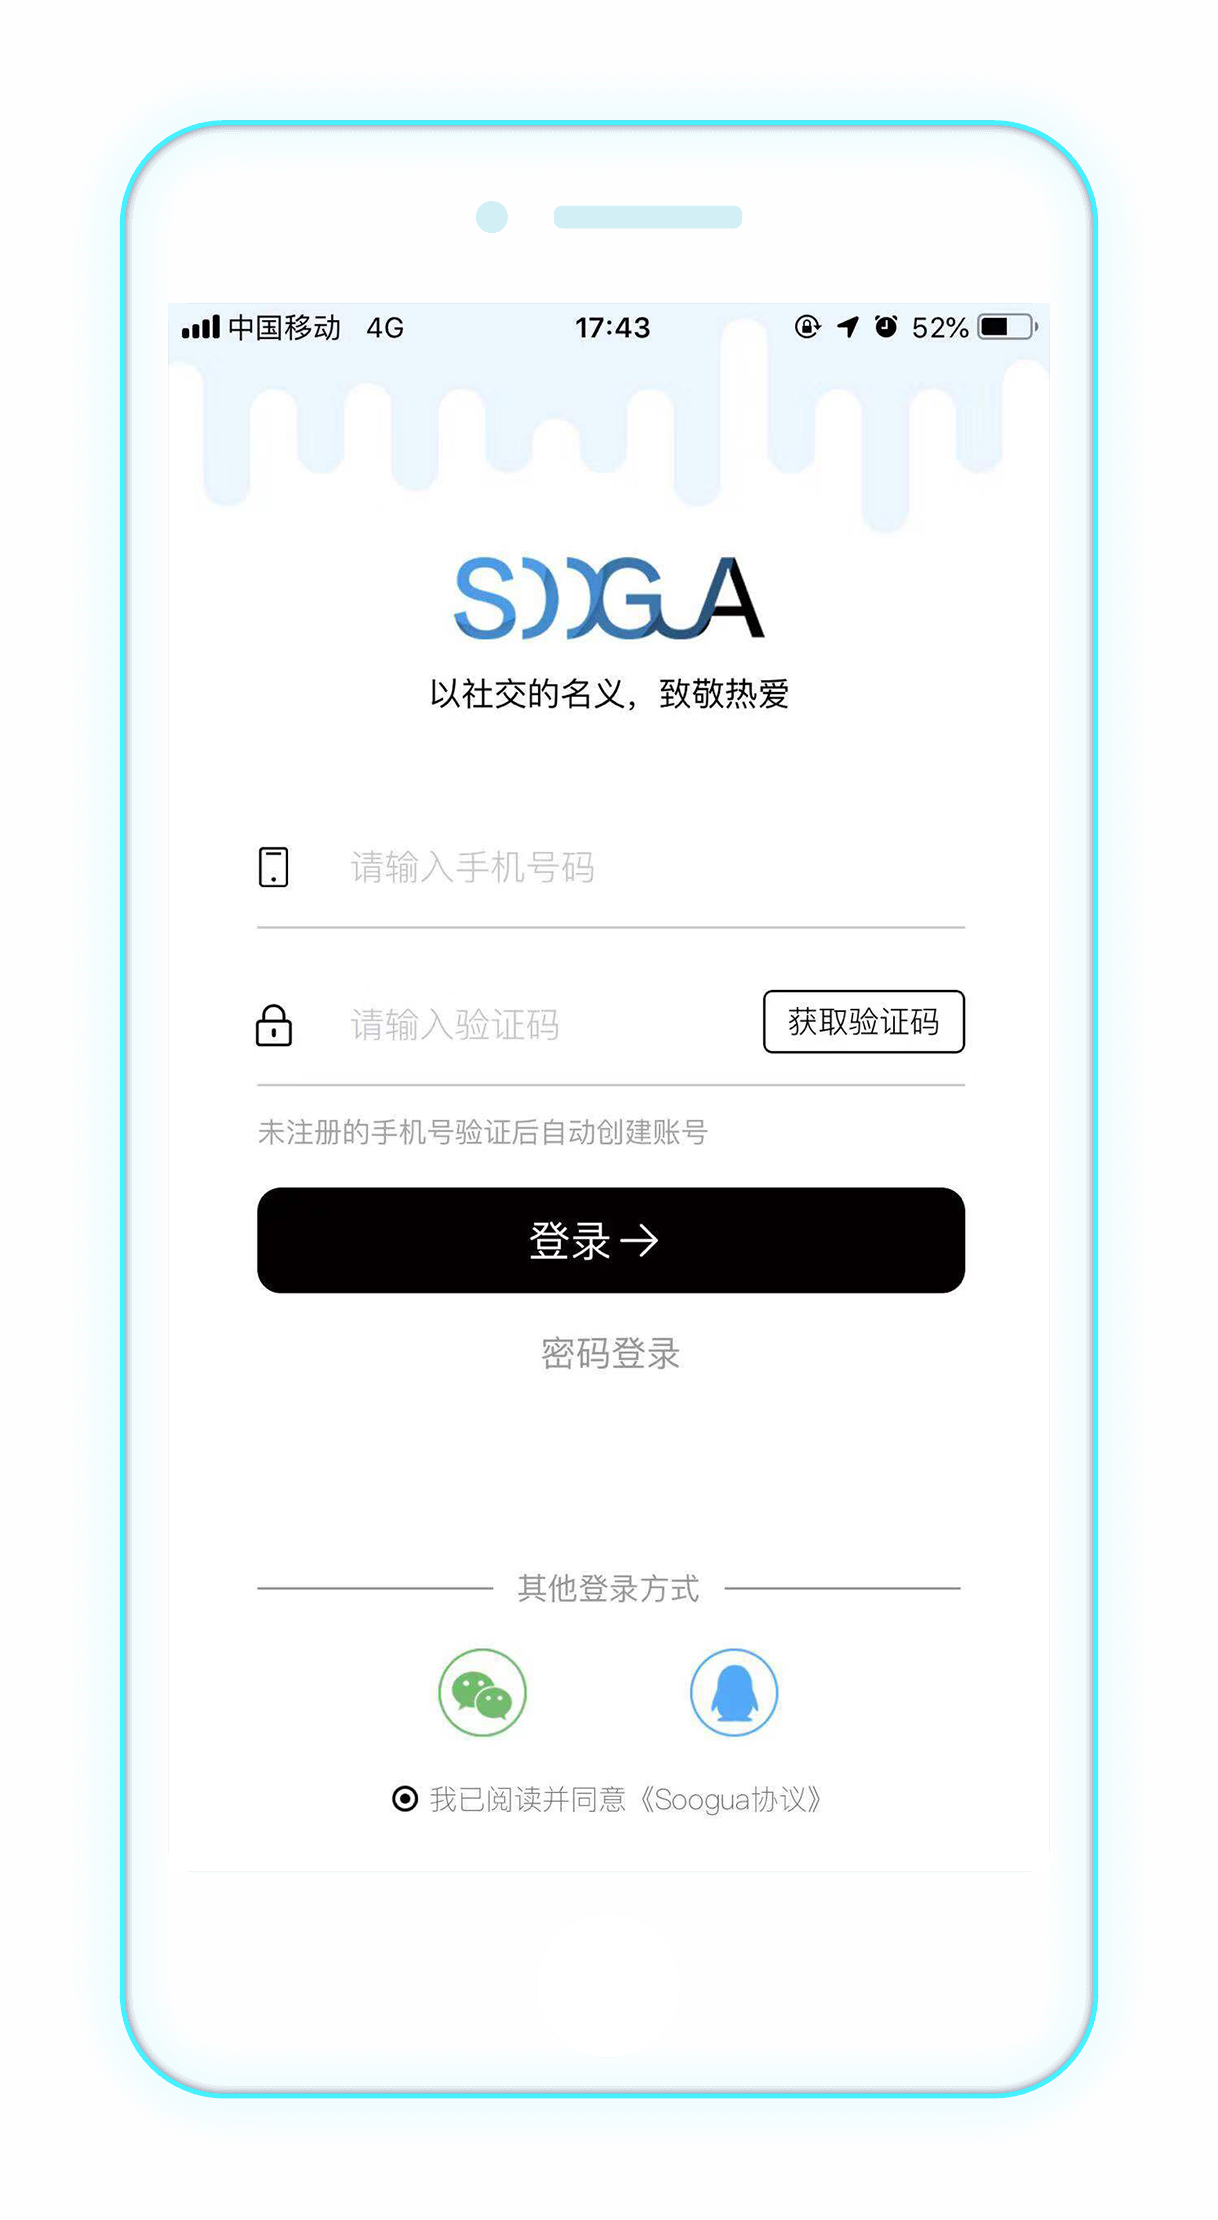 中国移动 4G 17:43 52%
SOOGUA
以社交的名义，致敬热爱
请输入手机号码
请输入验证码 获取验证码
未注册的手机号验证后自动创建账号
登录→
密码登录
其他登录方式
我已阅读并同意《Soogua协议》